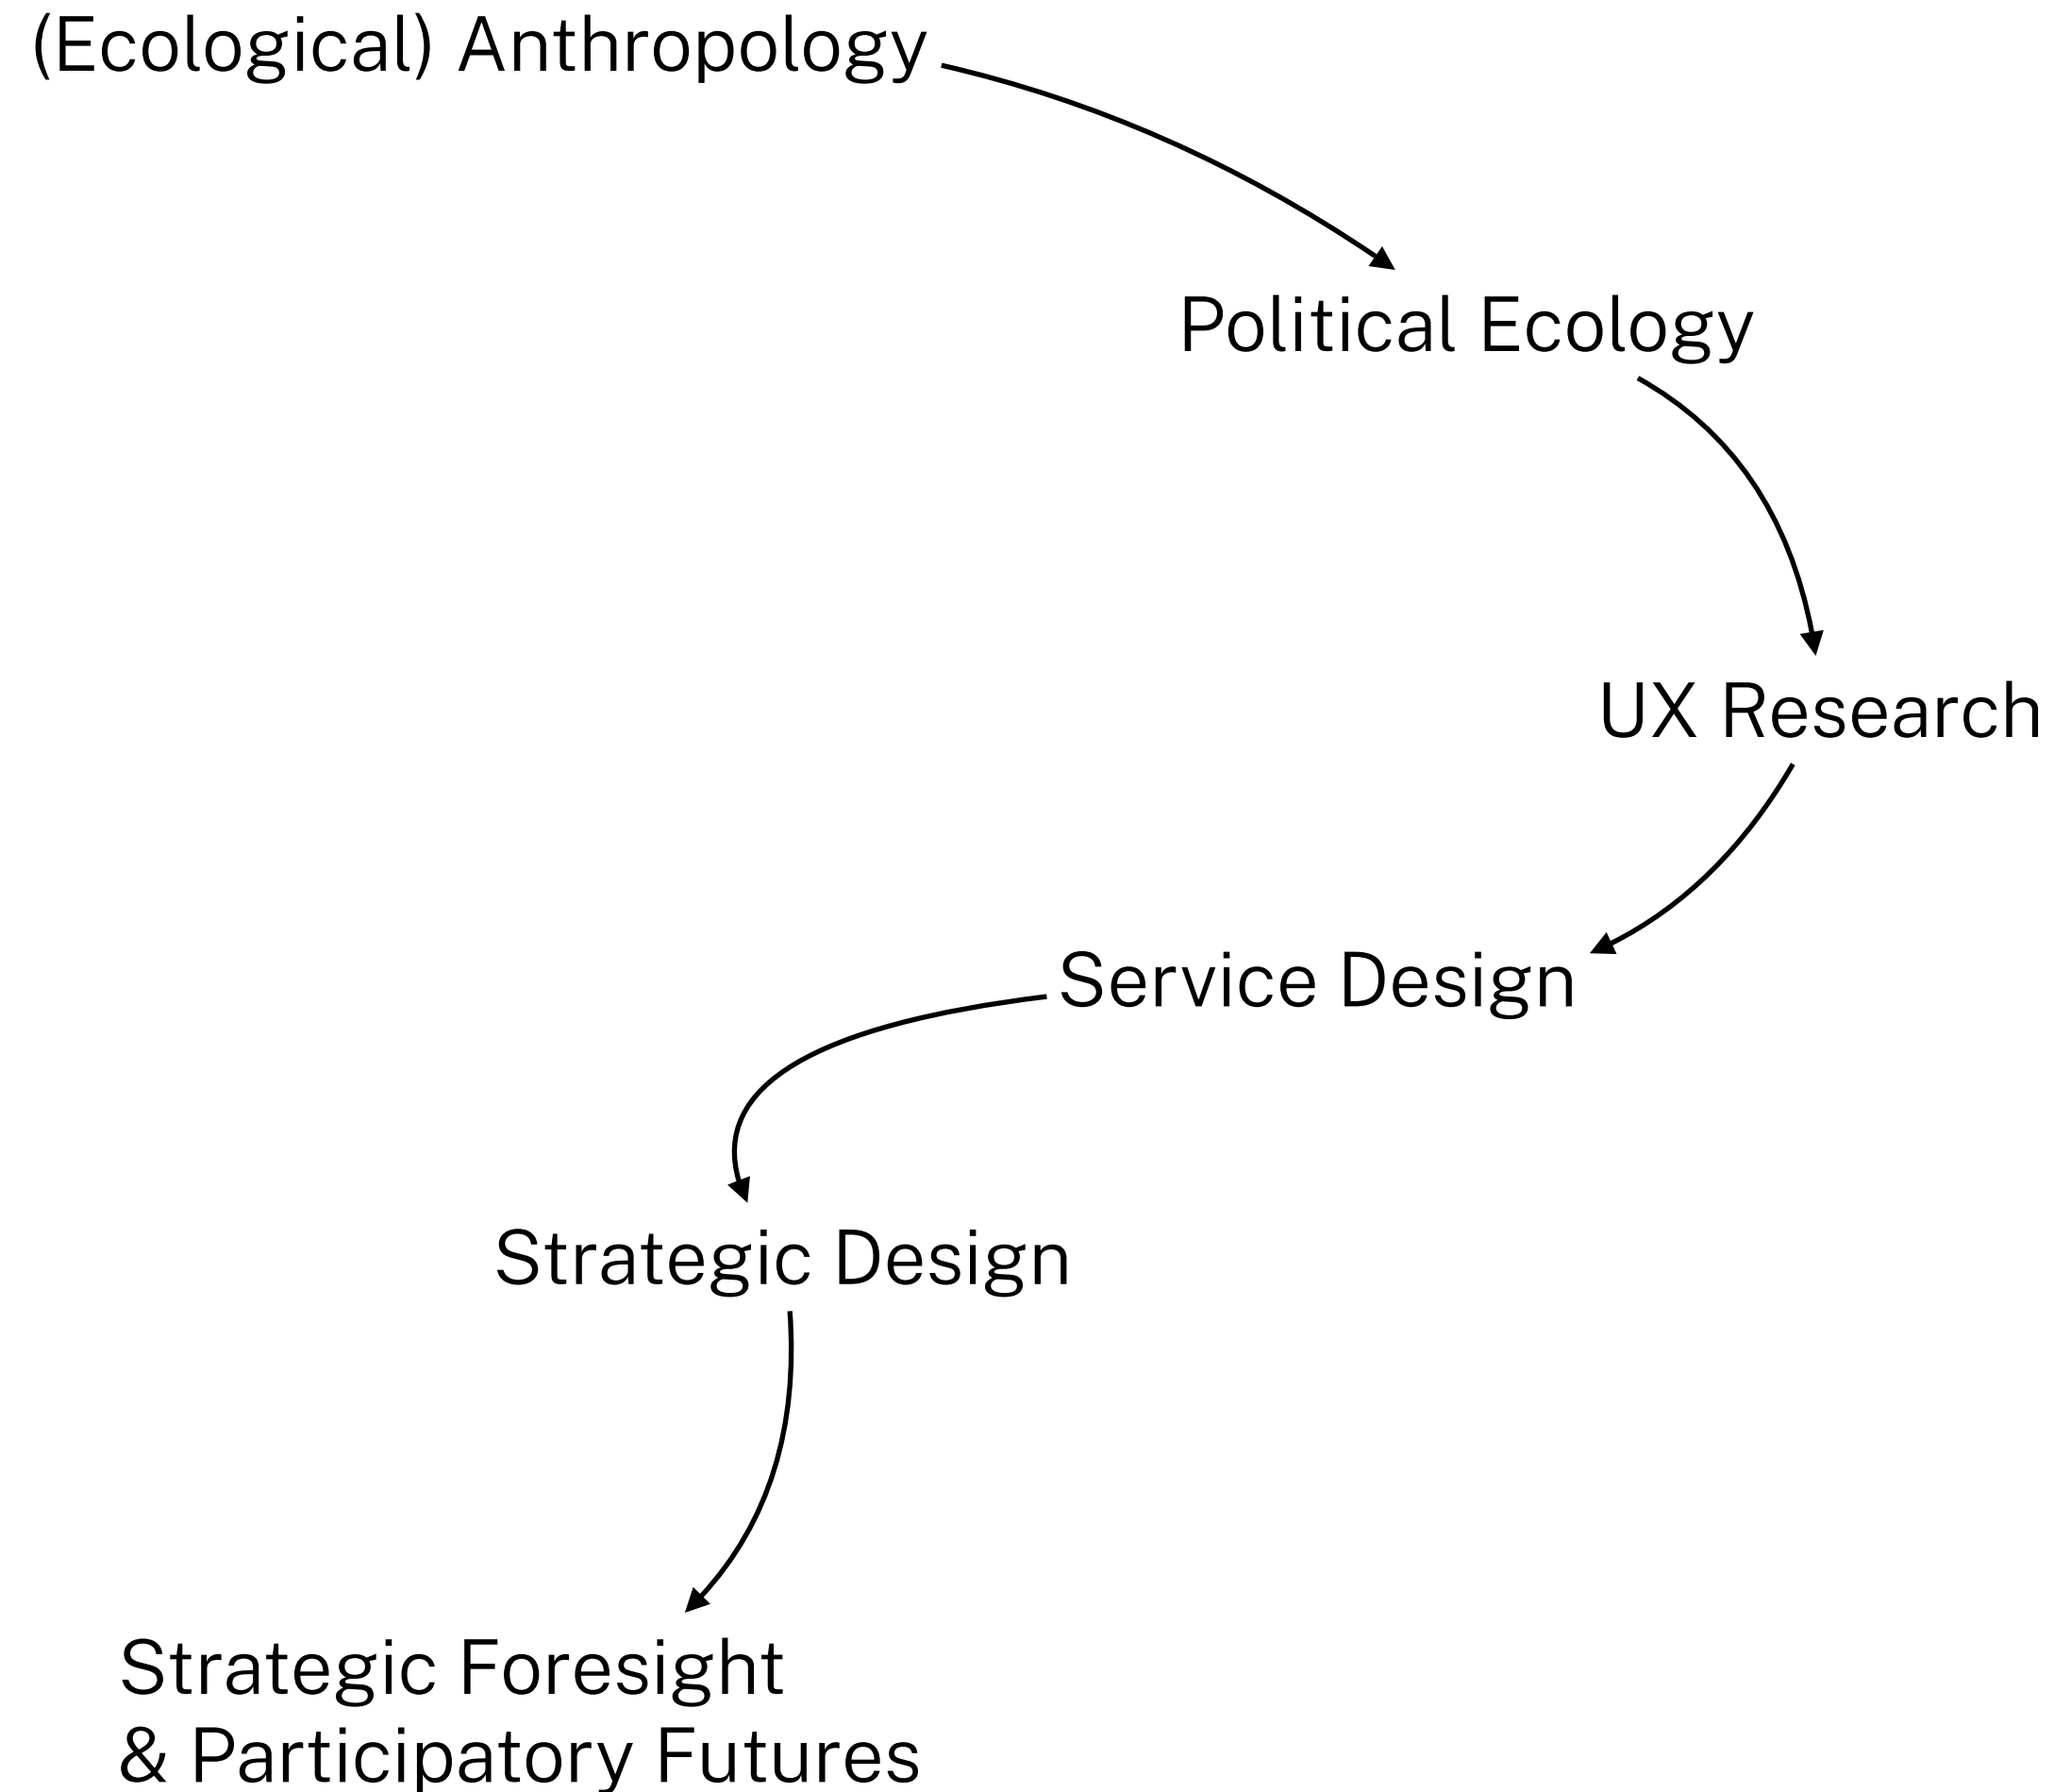 (Ecological) Anthropology
Political Ecology
UX Research
Service Design
Strategic Design
Strategic Foresight
& Participatory Futures